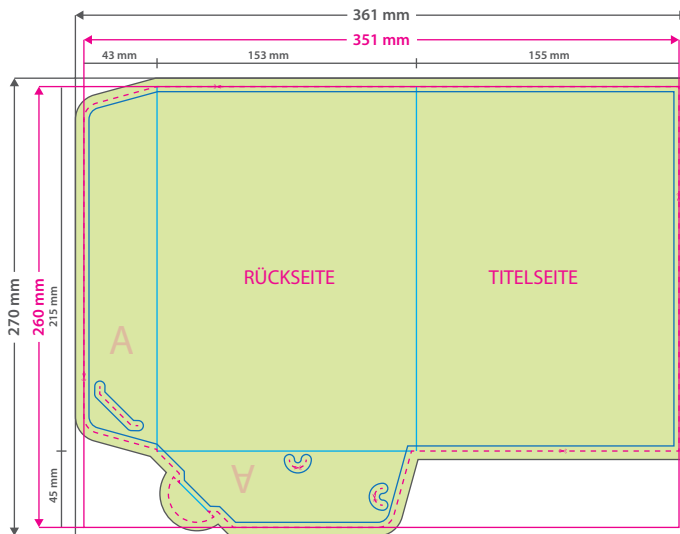 361 mm
351 mm
43 mm 153 mm 155 mm
270 mm
260 mm
215 mm
45 mm
RÜCKSEITE TITELSEITE
A
A